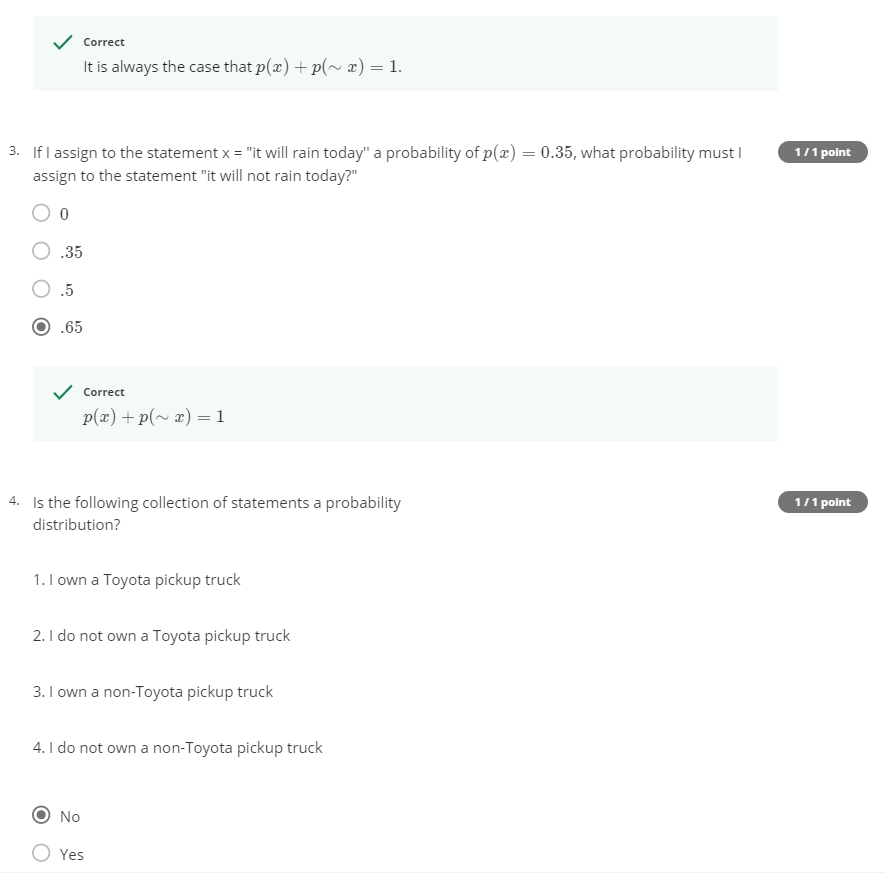 Correct
It is always the case that p(x) + p(∼ x) = 1.
3. If I assign to the statement x = "it will rain today" a probability of p(x) = 0.35, what probability must I
1 / 1 point
assign to the statement "it will not rain today?"
0
.35
.5
.65
Correct
p(x) + p(∼ x) = 1
4. Is the following collection of statements a probability
1 / 1 point
distribution?
1. I own a Toyota pickup truck
2. I do not own a Toyota pickup truck
3. I own a non-Toyota pickup truck
4. I do not own a non-Toyota pickup truck
No
Yes